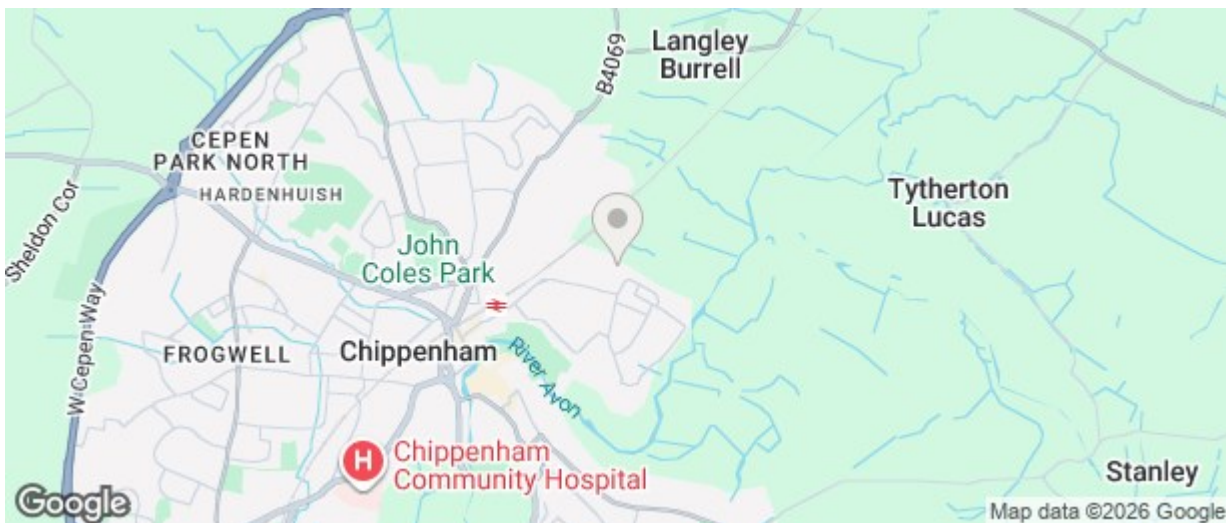 Langley
Burrell
B4069
CEPEN
PARK NORTH
HARDENHUISH
Tytherton
Lucas
Sheldon Cor
John
Coles Park
W Cepen Way
FROGWELL
Chippenham
River Avon
H
Chippenham
Community Hospital
Stanley
Google
Map data ©2026 Google